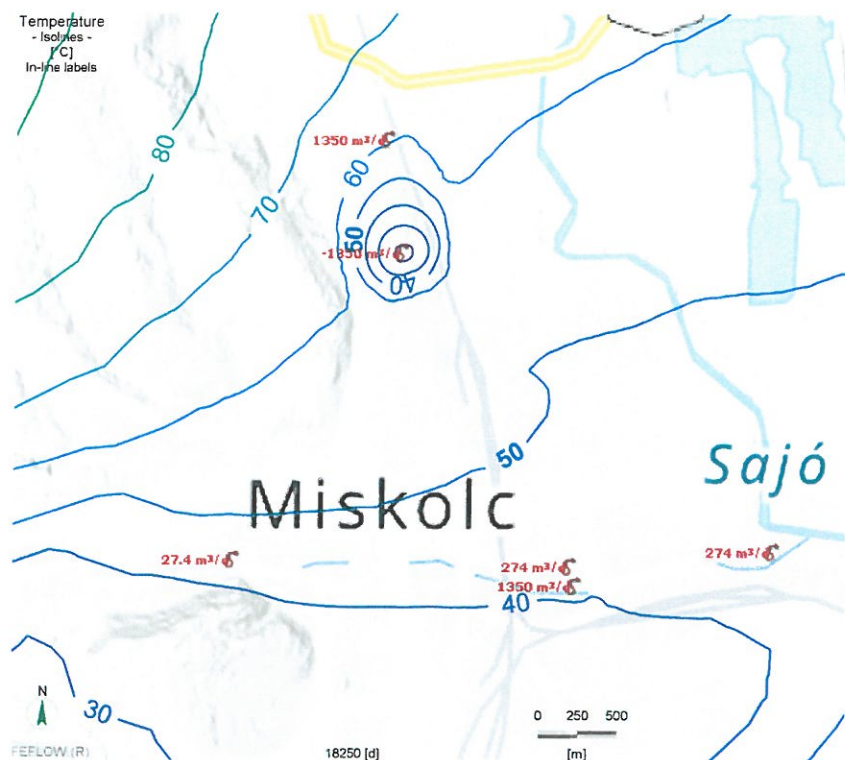 Temperature
- Isolines -
[°C]
In-line labels
1350 m³/d
80
60
70
50
-1350 m³/d
40
50
Sajó
Miskolc
27.4 m³/d
274 m³/d
274 m³/d
1350 m³/d
40
30
N
0 250 500
[m]
FEFLOW (R)
18250 [d]